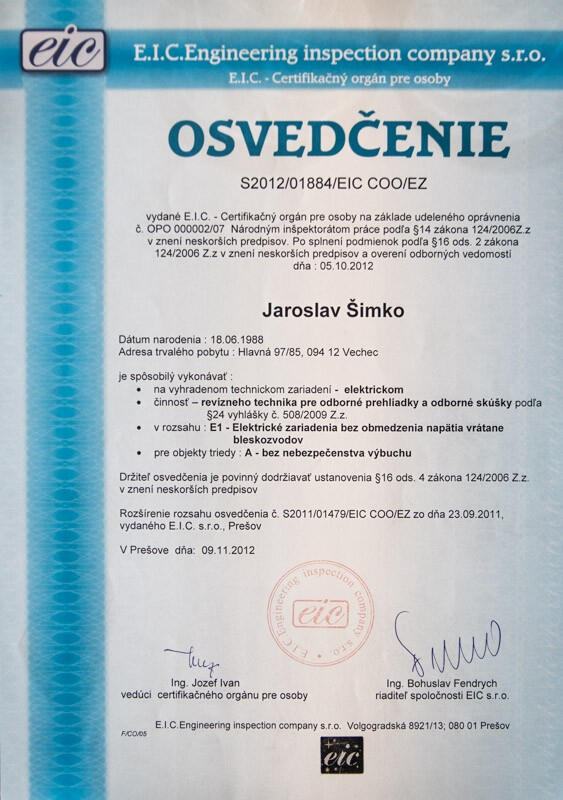 eic
E.I.C.Engineering inspection company s.r.o.
E.I.C. - Certifikačný orgán pre osoby
OSVEDČENIE
S2012/01884/EIC COO/EZ
vydané E.I.C. - Certifikačný orgán pre osoby na základe udeleného oprávnenia
č. OPO 000002/07 Národným inšpektorátom práce podľa §14 zákona 124/2006Z.z
v znení neskorších predpisov. Po splnení podmienok podľa §16 ods. 2 zákona
124/2006 Z.z v znení neskorších predpisov a overení odborných vedomostí
dňa : 05.10.2012
Jaroslav Šimko
Dátum narodenia : 18.06.1988
Adresa trvalého pobytu : Hlavná 97/85, 094 12 Vechec
je spôsobilý vykonávať :
• na vyhradenom technickom zariadení - elektrickom
• činnosť – revizneho technika pre odborné prehliadky a odborné skúšky podľa
§24 vyhlášky č. 508/2009 Z.z.
• v rozsahu : E1 - Elektrické zariadenia bez obmedzenia napätia vrátane
bleskozvodov
• pre objekty triedy : A - bez nebezpečenstva výbuchu
Držiteľ osvedčenia je povinný dodržiavať ustanovenia §16 ods. 4 zákona 124/2006 Z.z.
v znení neskorších predpisov
Rozšírenie rozsahu osvedčenia č. S2011/01479/EIC COO/EZ zo dňa 23.09.2011,
vydaného E.I.C. s.r.o., Prešov
V Prešove dňa: 09.11.2012
E.I.C Engineering inspection company s.r.o.
eic
Ing. Jozef Ivan
vedúci certifikačného orgánu pre osoby
Ing. Bohuslav Fendrych
riaditeľ spoločnosti EIC s.r.o.
E.I.C.Engineering inspection company s.r.o. Volgogradská 8921/13; 080 01 Prešov
F/CO/05
eic